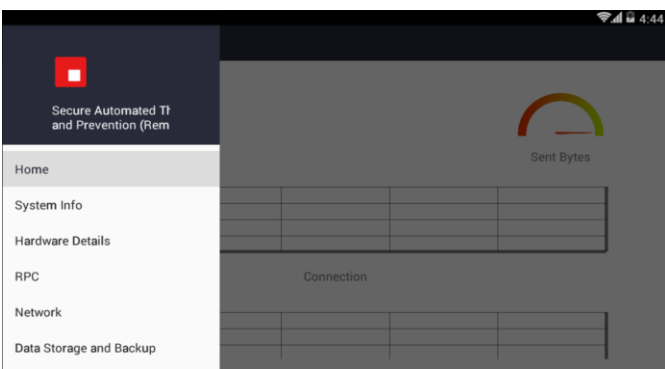 4:44
Secure Automated Th
and Prevention (Rem
Sent Bytes
Home
System Info
Hardware Details
RPC
Connection
Network
Data Storage and Backup